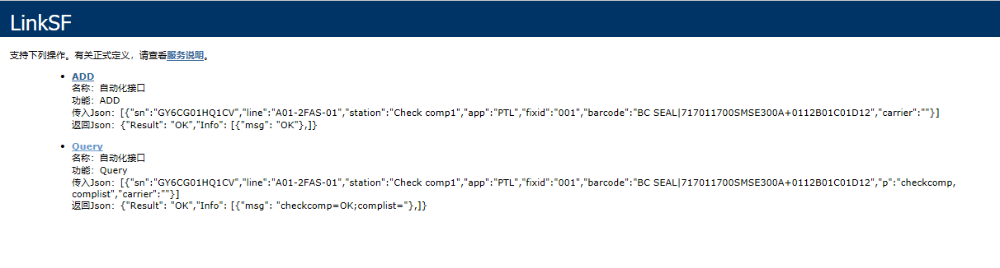 LinkSF
支持下列操作。有关正式定义，请查看服务说明。
• ADD
名称：自动化接口
功能：ADD
传入Json：[{"sn":"GY6CG01HQ1CV","line":"A01-2FAS-01","station":"Check comp1","app":"PTL","fixid":"001","barcode":"BC SEAL|717011700SMSE300A+0112B01C01D12","carrier":""}]
返回Json：{"Result": "OK","Info": [{"msg": "OK"},]}
• Query
名称：自动化接口
功能：Query
传入Json：[{"sn":"GY6CG01HQ1CV","line":"A01-2FAS-01","station":"Check comp1","app":"PTL","fixid":"001","barcode":"BC SEAL|717011700SMSE300A+0112B01C01D12","p":"checkcomp,
complist","carrier":""}]
返回Json：{"Result": "OK","Info": [{"msg": "checkcomp=OK;complist="},]}